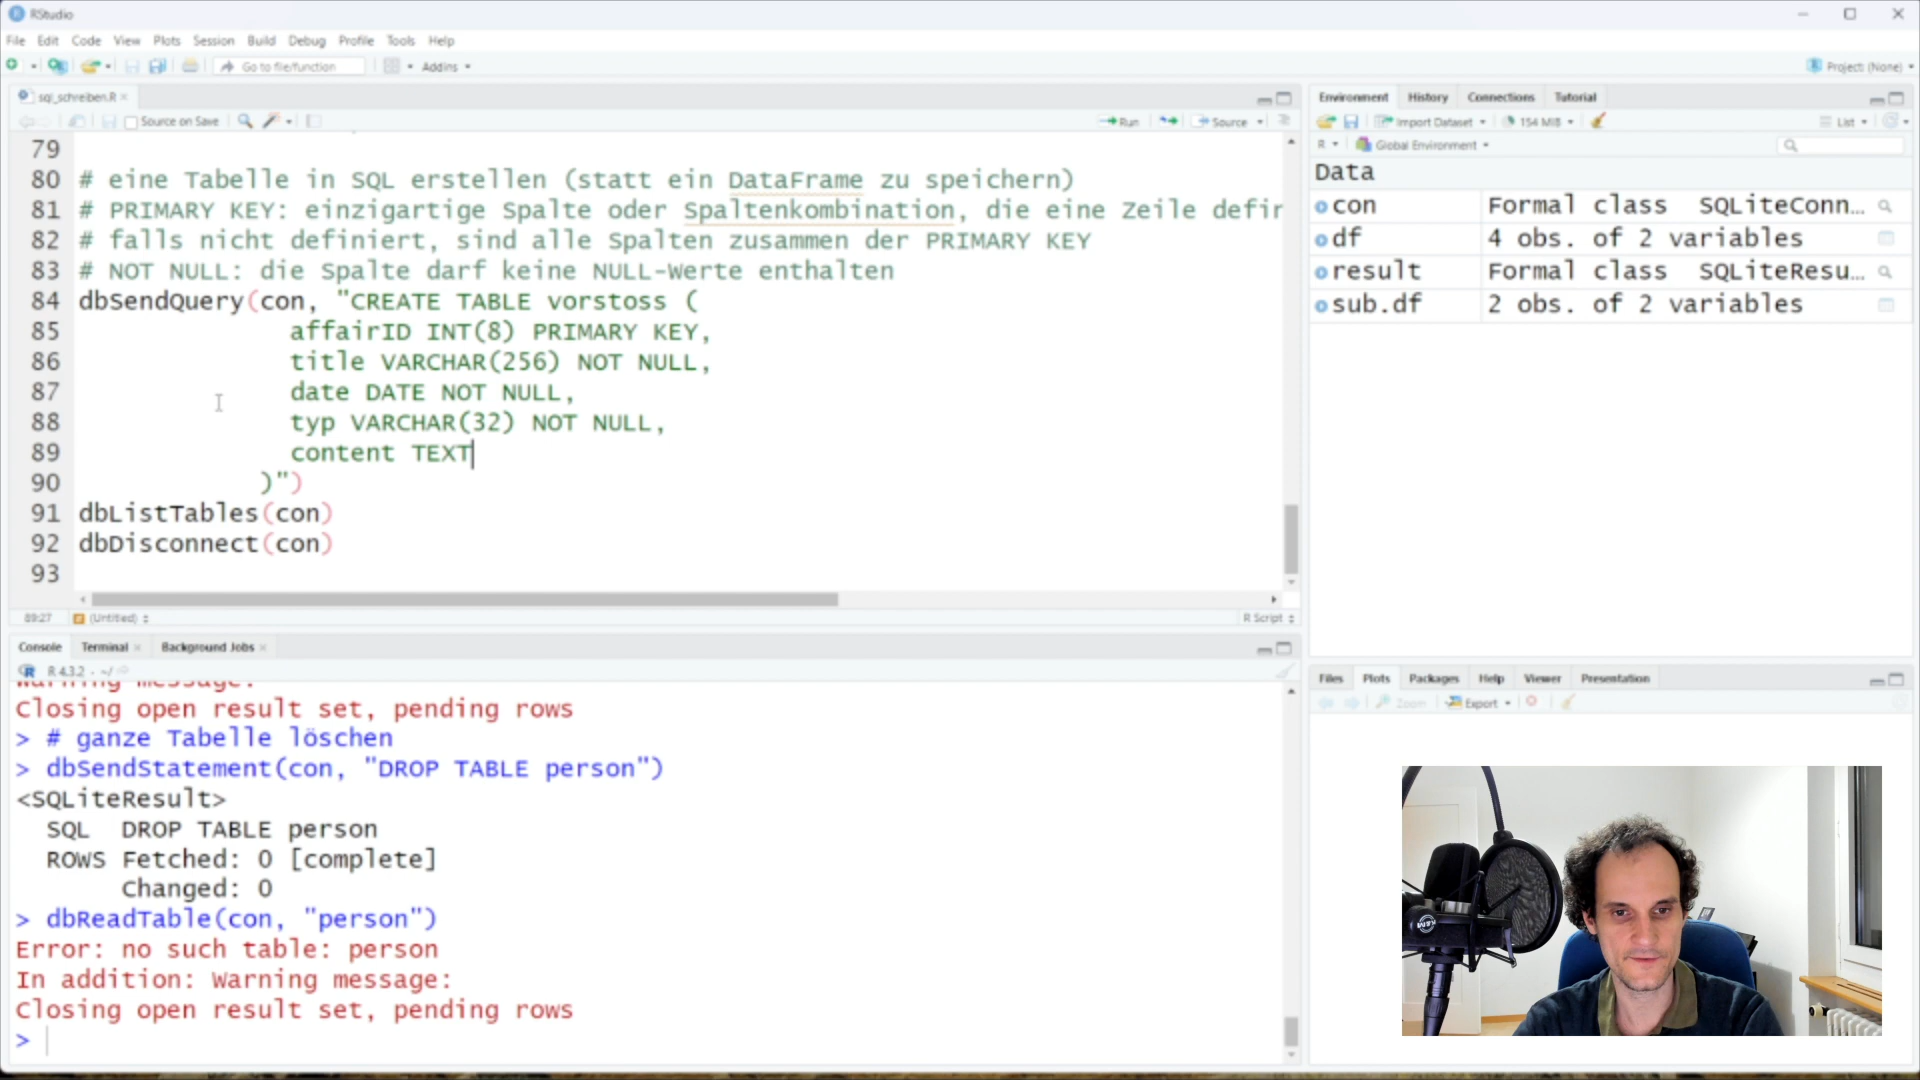 RStudio
File Edit Code View Plots Session Build Debug Profile Tools Help
Go to file/function Addins Project: (None)
sql_schreiben.R
Source on Save Run Source
79
80 # eine Tabelle in SQL erstellen (statt ein DataFrame zu speichern)
81 # PRIMARY KEY: einzigartige Spalte oder Spaltenkombination, die eine Zeile defir
82 # falls nicht definiert, sind alle Spalten zusammen der PRIMARY KEY
83 # NOT NULL: die Spalte darf keine NULL-Werte enthalten
84 dbSendQuery(con, "CREATE TABLE vorstoss (
85 affairID INT(8) PRIMARY KEY,
86 title VARCHAR(256) NOT NULL,
87 date DATE NOT NULL,
88 typ VARCHAR(32) NOT NULL,
89 content TEXT
90 )")
91 dbListTables(con)
92 dbDisconnect(con)
93
89:27 (Untitled) R Script
Console Terminal Background Jobs
R 4.3.2 · ~/
Warning message:
Closing open result set, pending rows
> # ganze Tabelle löschen
> dbSendStatement(con, "DROP TABLE person")
<SQLiteResult>
SQL DROP TABLE person
ROWS Fetched: 0 [complete]
Changed: 0
> dbReadTable(con, "person")
Error: no such table: person
In addition: Warning message:
Closing open result set, pending rows
>
Environment History Connections Tutorial
Import Dataset 154 MiB List
R Global Environment
Data
con Formal class SQLiteConn…
df 4 obs. of 2 variables
result Formal class SQLiteResu…
sub.df 2 obs. of 2 variables
Files Plots Packages Help Viewer Presentation
Zoom Export